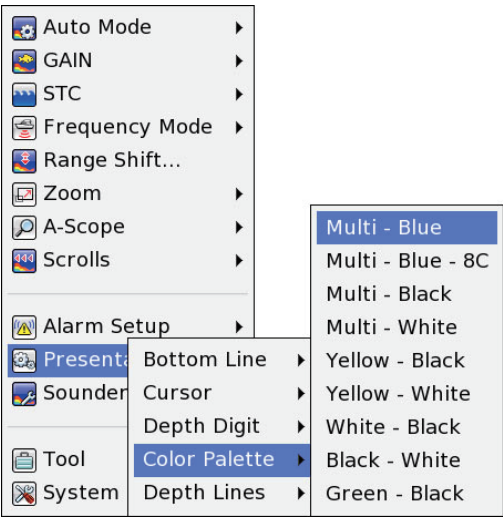 Auto Mode
GAIN
STC
Frequency Mode
Range Shift...
Zoom
A-Scope
Scrolls
Alarm Setup
Presenta
Sounder
Tool
System
Bottom Line
Cursor
Depth Digit
Color Palette
Depth Lines
Multi - Blue
Multi - Blue - 8C
Multi - Black
Multi - White
Yellow - Black
Yellow - White
White - Black
Black - White
Green - Black